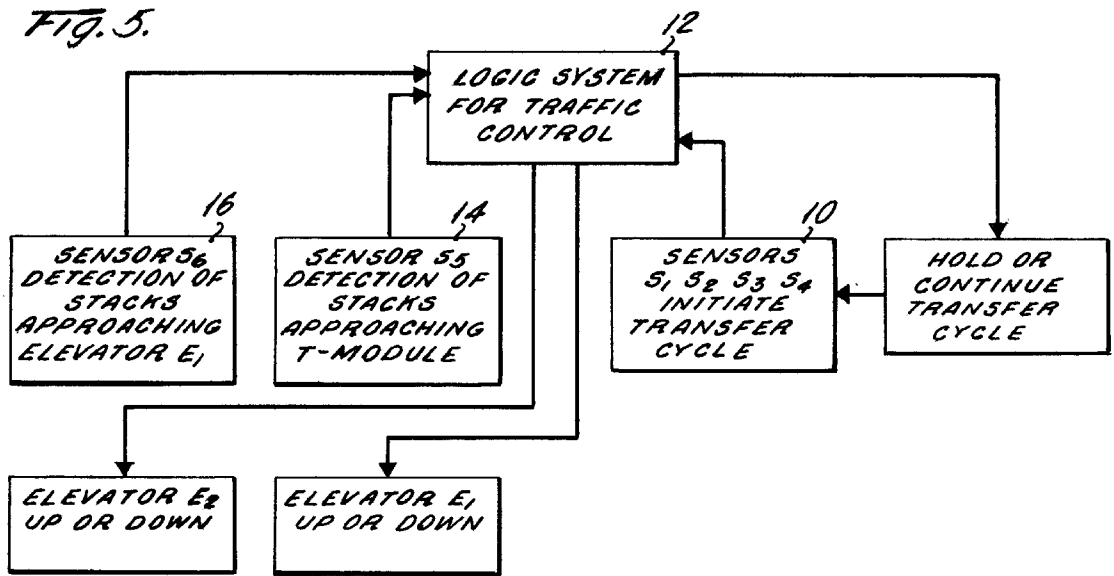 Fig. 5.
12
LOGIC SYSTEM
FOR TRAFFIC
CONTROL
16
SENSOR S6
DETECTION OF
STACKS
APPROACHING
ELEVATOR E1
14
SENSOR S5
DETECTION OF
STACKS
APPROACHING
T-MODULE
10
SENSORS
S1 S2 S3 S4
INITIATE
TRANSFER
CYCLE
HOLD OR
CONTINUE
TRANSFER
CYCLE
ELEVATOR E2
UP OR DOWN
ELEVATOR E1
UP OR DOWN